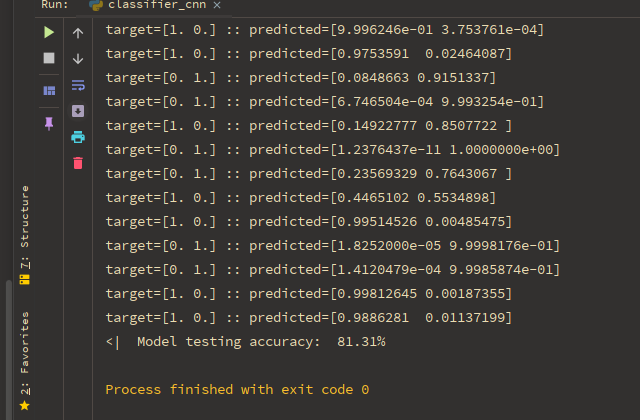 Run: classifier_cnn ×
target=[1. 0.] :: predicted=[9.996246e-01 3.753761e-04]
target=[1. 0.] :: predicted=[0.9753591  0.02464087]
target=[0. 1.] :: predicted=[0.0848663 0.9151337]
target=[0. 1.] :: predicted=[6.746504e-04 9.993254e-01]
target=[1. 0.] :: predicted=[0.14922777 0.8507722 ]
target=[0. 1.] :: predicted=[1.2376437e-11 1.0000000e+00]
target=[0. 1.] :: predicted=[0.23569329 0.7643067 ]
target=[1. 0.] :: predicted=[0.4465102 0.5534898]
target=[1. 0.] :: predicted=[0.99514526 0.00485475]
target=[0. 1.] :: predicted=[1.8252000e-05 9.9998176e-01]
target=[0. 1.] :: predicted=[1.4120479e-04 9.9985874e-01]
target=[1. 0.] :: predicted=[0.99812645 0.00187355]
target=[1. 0.] :: predicted=[0.9886281  0.01137199]
<|  Model testing accuracy:  81.31%
Process finished with exit code 0
7: Structure
2: Favorites